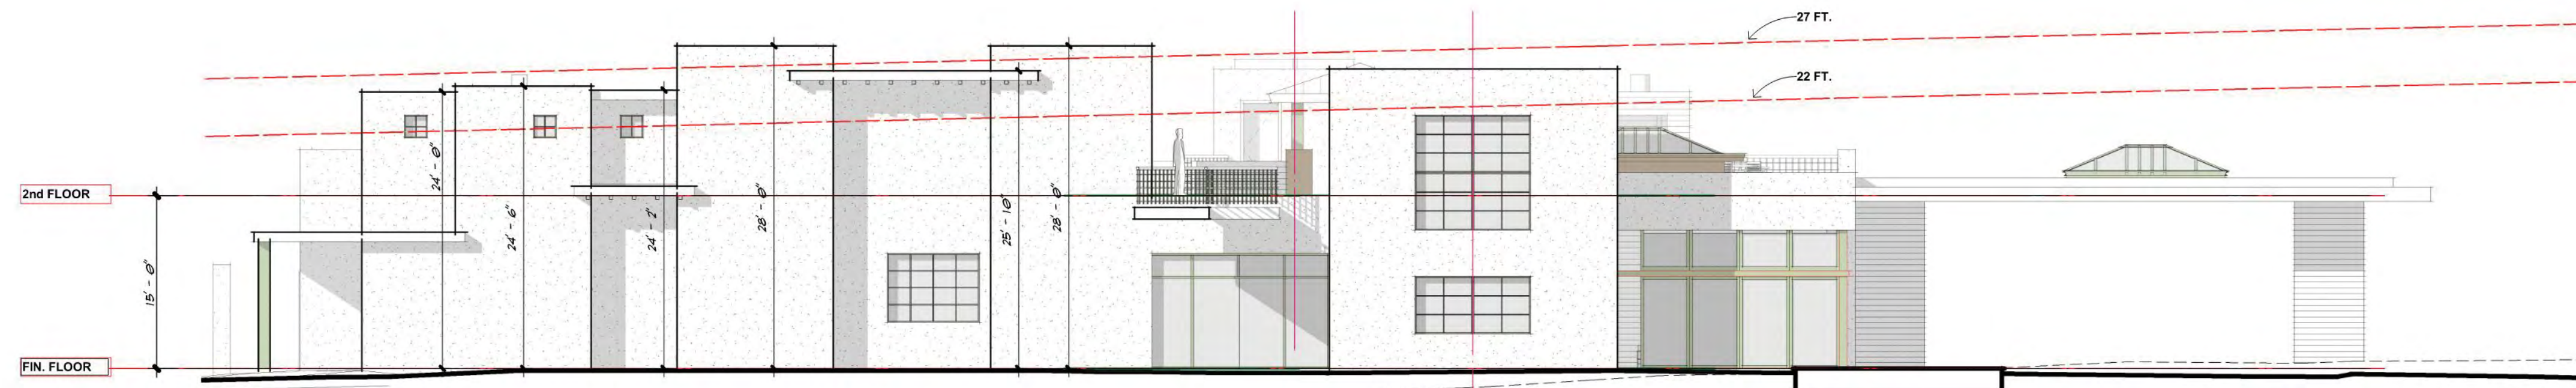 27 FT.
22 FT.
2nd FLOOR
24' - 0"
24' - 6"
24' - 2"
28' - 0"
25' - 10"
28' - 0"
15' - 0"
FIN. FLOOR